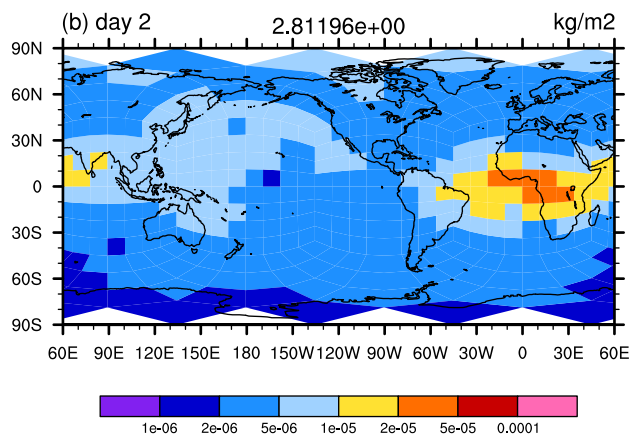 (b) day 2 2.81196e+00 kg/m2
90N
60N
30N
0
30S
60S
90S
60E 90E 120E 150E 180 150W 120W 90W 60W 30W 0 30E 60E
1e-06 2e-06 5e-06 1e-05 2e-05 5e-05 0.0001